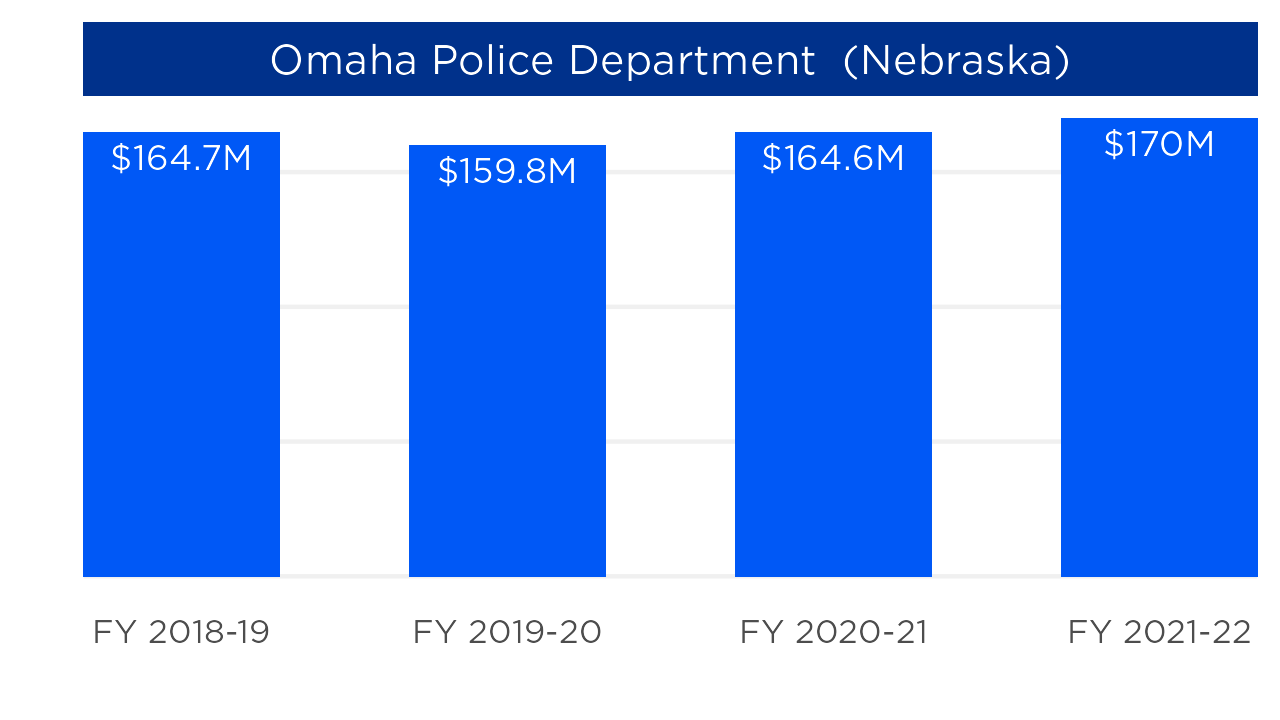 Omaha Police Department (Nebraska)
$164.7M
$159.8M
$164.6M
$170M
FY 2018-19
FY 2019-20
FY 2020-21
FY 2021-22